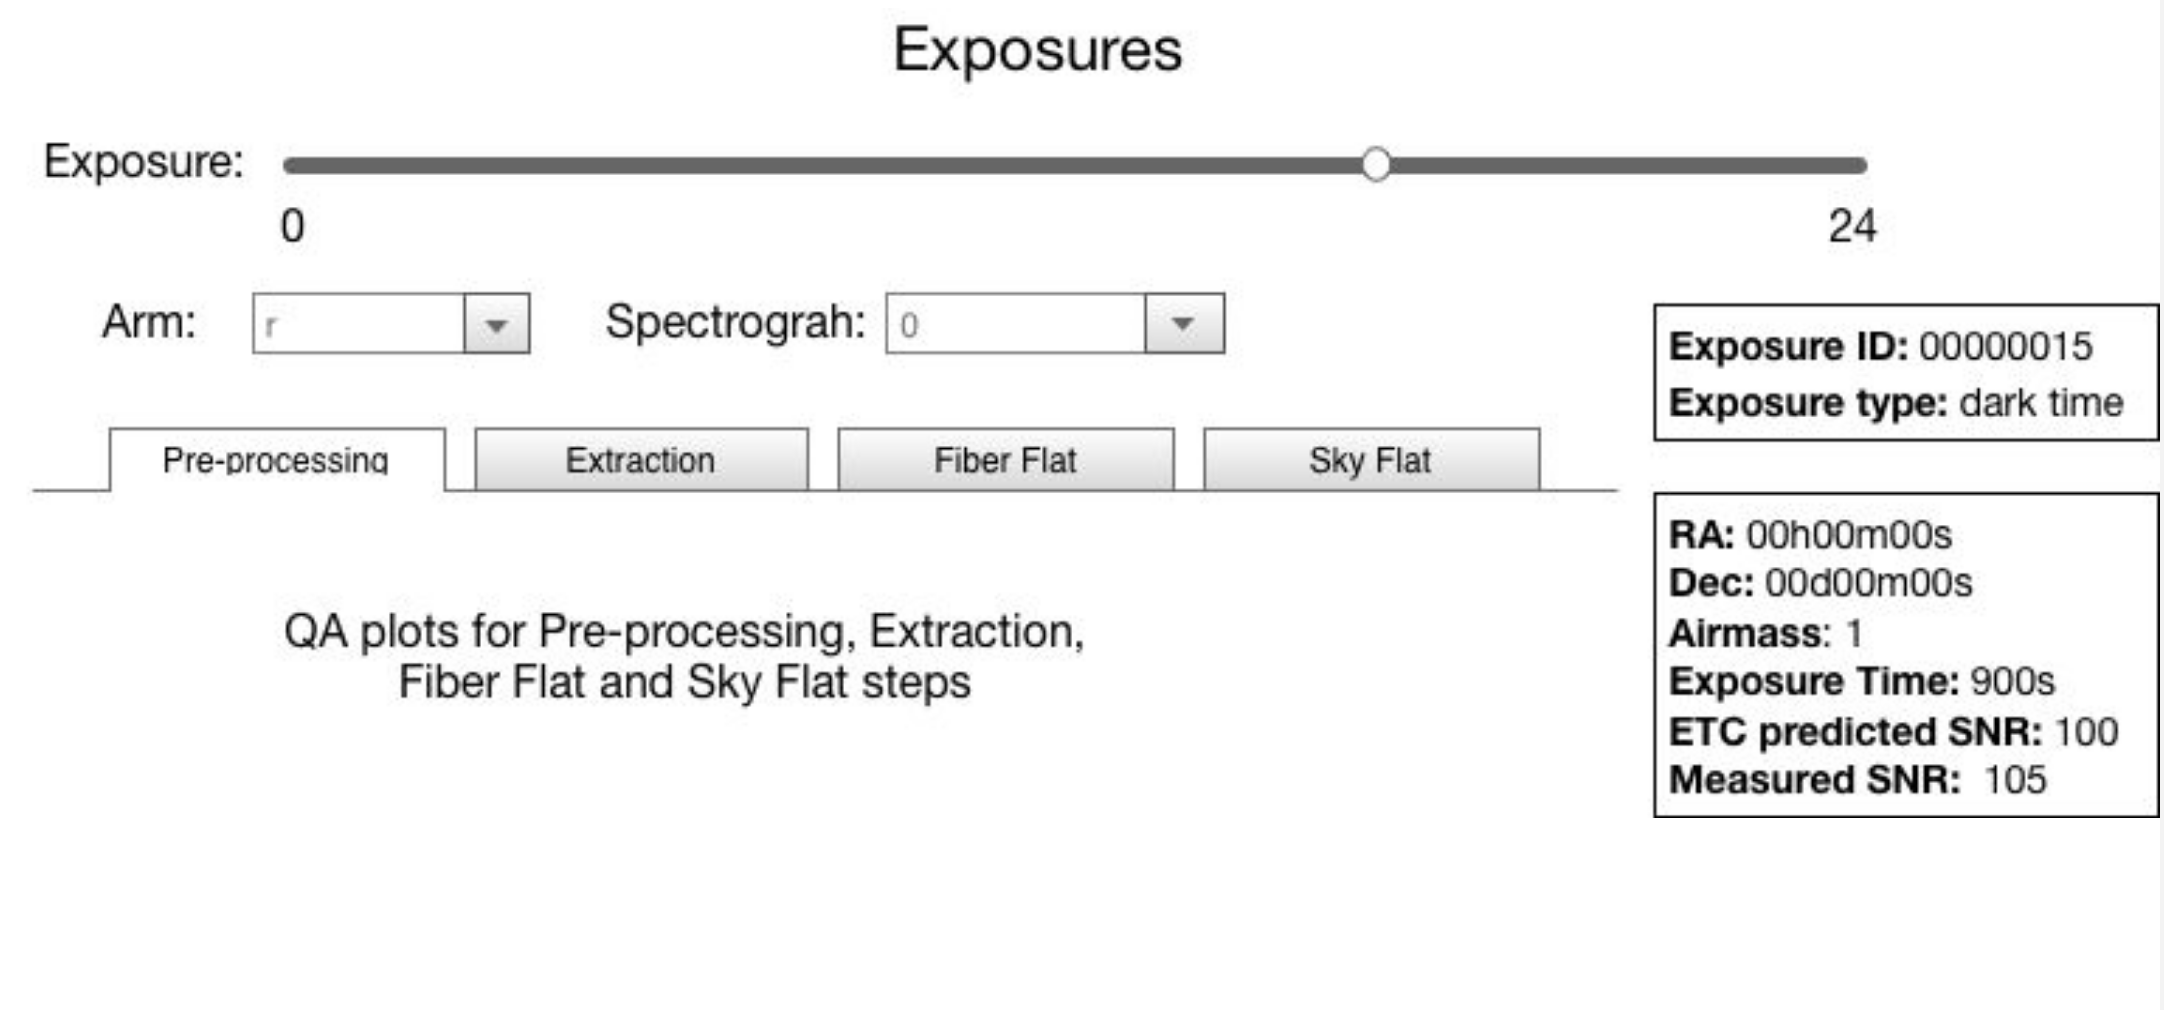 Exposures
Exposure:
0 24
Arm: r Spectrograh: 0
Exposure ID: 00000015
Exposure type: dark time
Pre-processing Extraction Fiber Flat Sky Flat
QA plots for Pre-processing, Extraction,
Fiber Flat and Sky Flat steps
RA: 00h00m00s
Dec: 00d00m00s
Airmass: 1
Exposure Time: 900s
ETC predicted SNR: 100
Measured SNR: 105